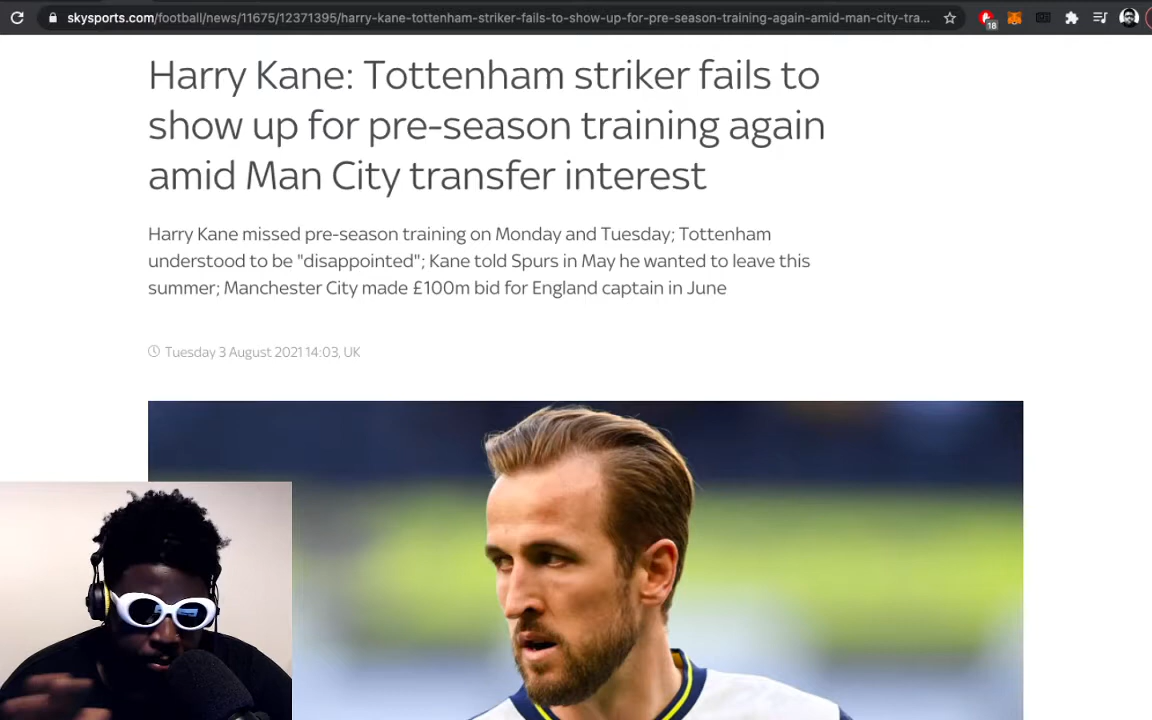 skysports.com/football/news/11675/12371395/harry-kane-tottenham-striker-fails-to-show-up-for-pre-season-training-again-amid-man-city-tra...
18
Harry Kane: Tottenham striker fails to
show up for pre-season training again
amid Man City transfer interest
Harry Kane missed pre-season training on Monday and Tuesday; Tottenham
understood to be "disappointed"; Kane told Spurs in May he wanted to leave this
summer; Manchester City made £100m bid for England captain in June
Tuesday 3 August 2021 14:03, UK